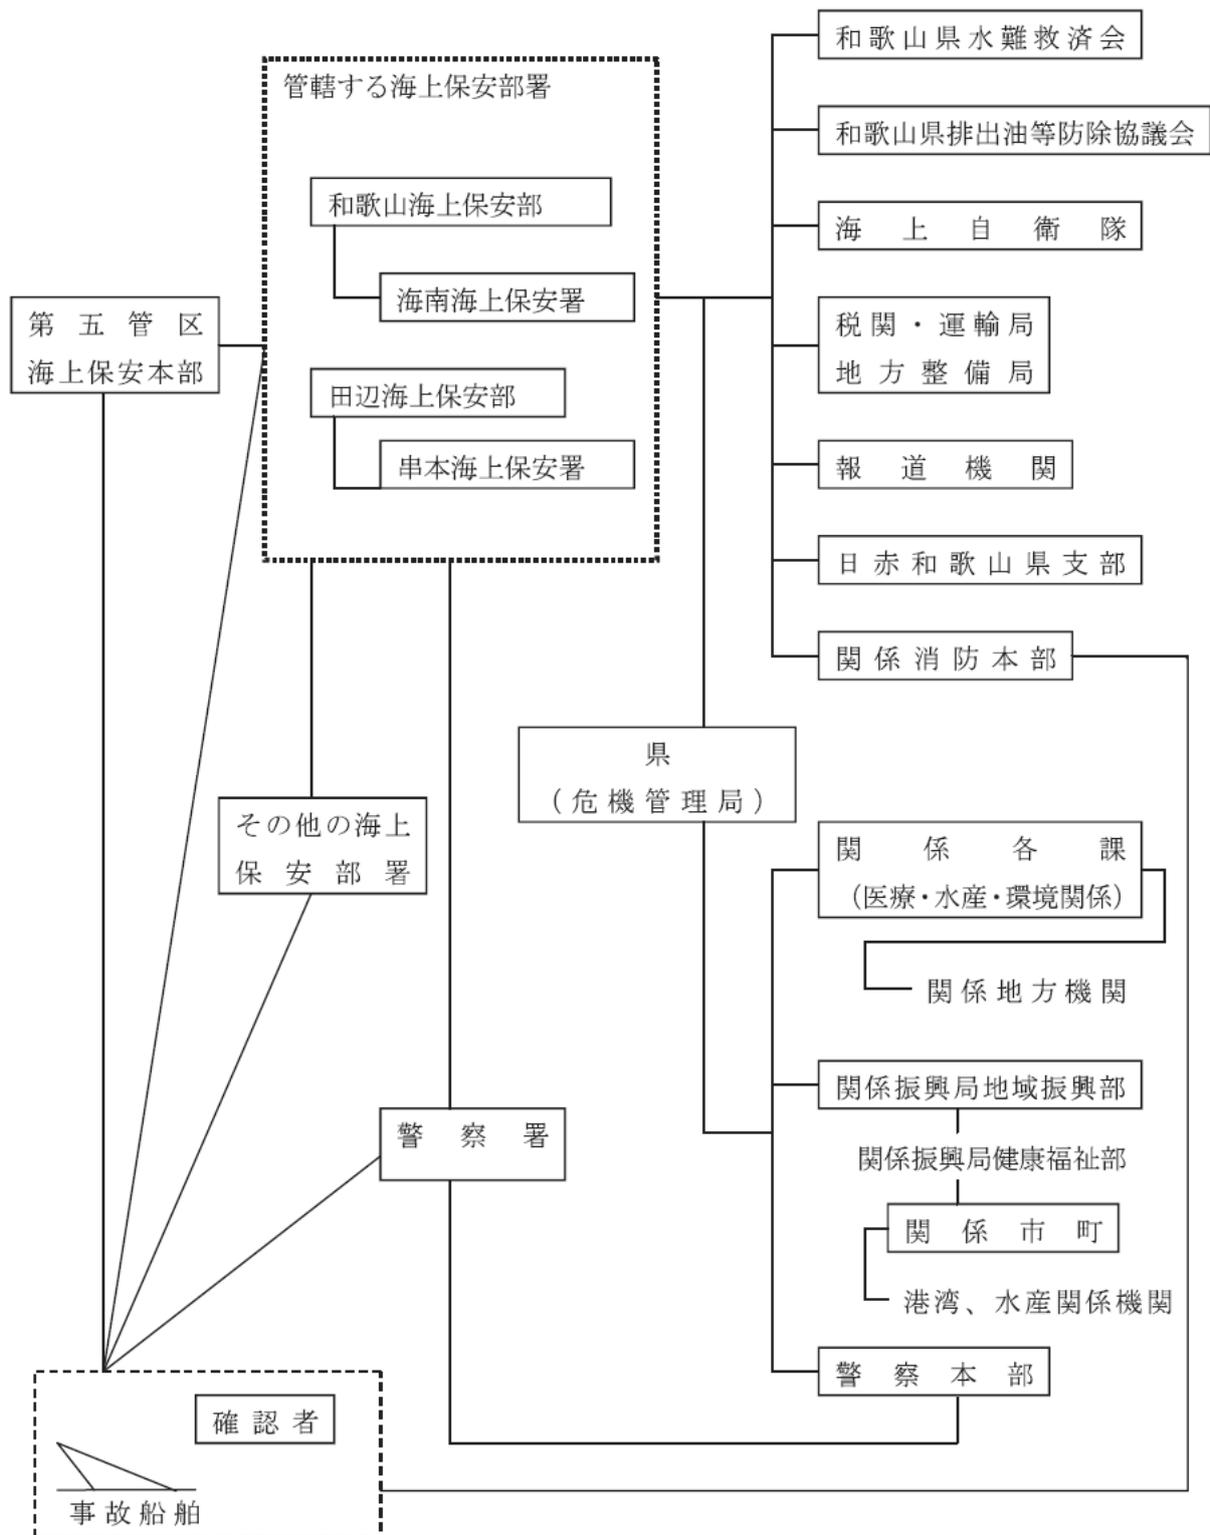 和歌山県水難救済会
管轄する海上保安部署
和歌山県排出油等防除協議会
和歌山海上保安部
海上自衛隊
海南海上保安署
第五管区
海上保安本部
税関・運輸局
地方整備局
田辺海上保安部
串本海上保安署
報道機関
日赤和歌山県支部
関係消防本部
県
(危機管理局)
その他の海上
保安部署
関係各課
(医療・水産・環境関係)
関係地方機関
関係振興局地域振興部
警察署
関係振興局健康福祉部
関係市町
港湾、水産関係機関
警察本部
確認者
事故船舶